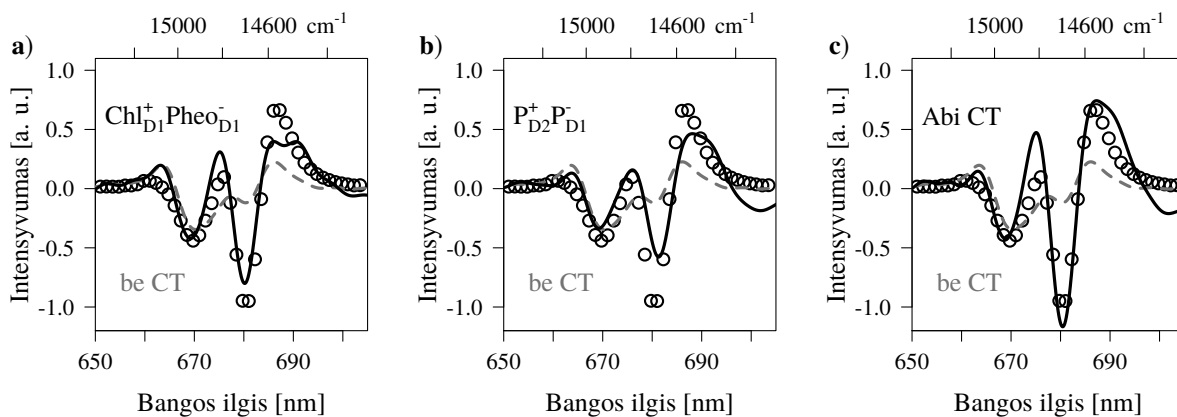 15000 14600 cm⁻¹
a)
1.0
0.5
0.0
-0.5
-1.0
Intensyvumas [a. u.]
Chl⁺D1Pheo⁻D1
be CT
650 670 690
Bangos ilgis [nm]
15000 14600 cm⁻¹
b)
1.0
0.5
0.0
-0.5
-1.0
Intensyvumas [a. u.]
P⁺D2P⁻D1
be CT
650 670 690
Bangos ilgis [nm]
15000 14600 cm⁻¹
c)
1.0
0.5
0.0
-0.5
-1.0
Intensyvumas [a. u.]
Abi CT
be CT
650 670 690
Bangos ilgis [nm]